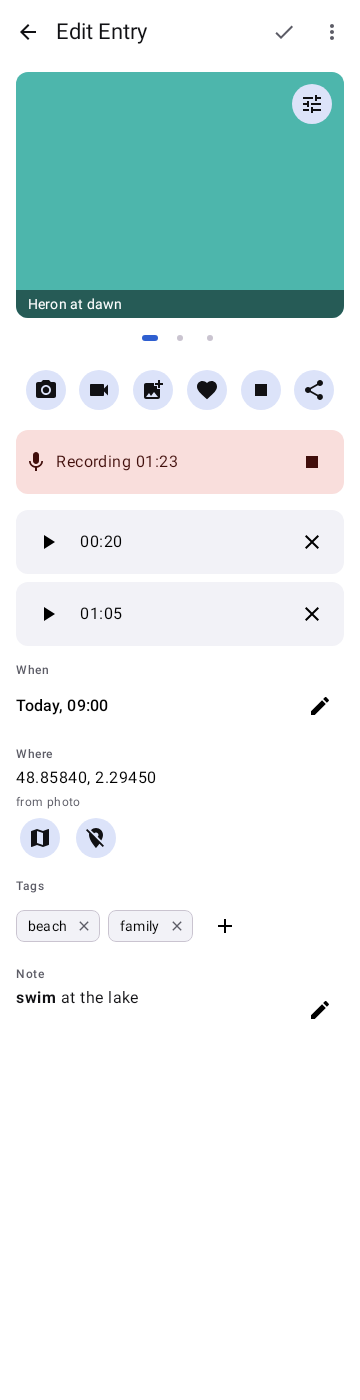 Edit Entry
Heron at dawn
Recording 01:23
00:20
01:05
When
Today, 09:00
Where
48.85840, 2.29450
from photo
Tags
beach
family
Note
swim at the lake